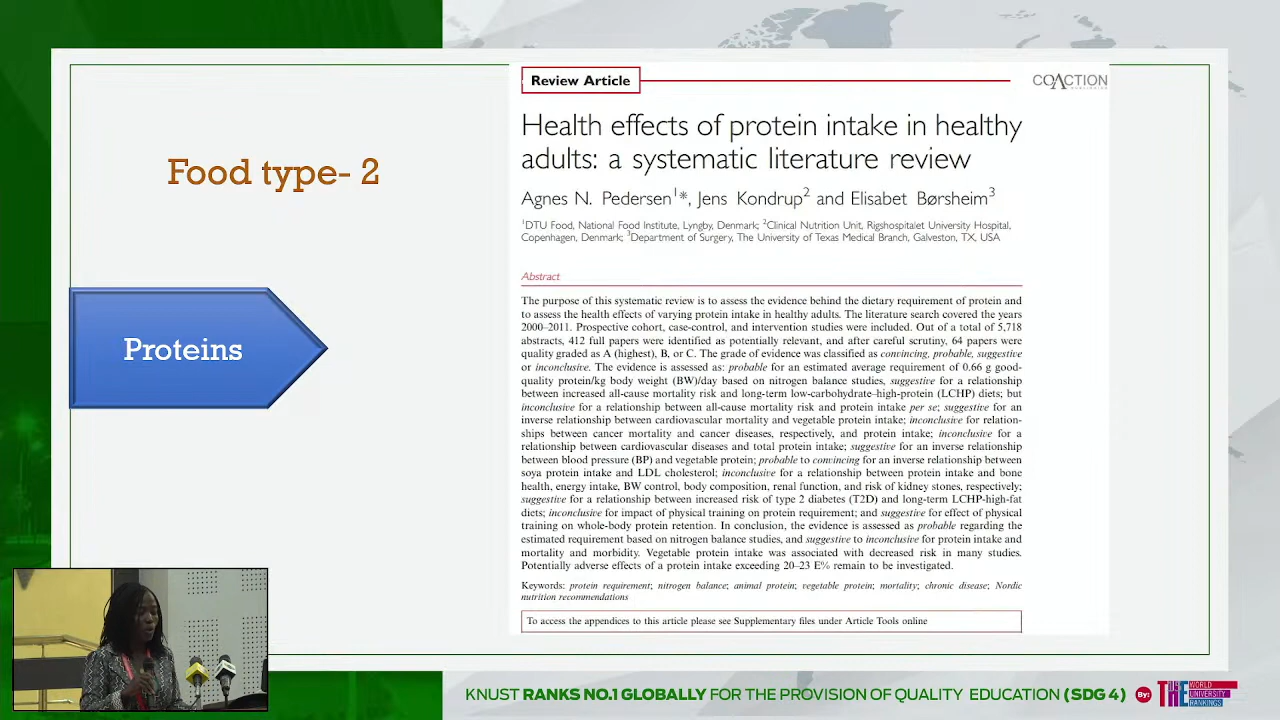 Food type- 2
Proteins
Review Article
COACTION
PUBLISHING
Health effects of protein intake in healthy
adults: a systematic literature review
Agnes N. Pedersen1*, Jens Kondrup2 and Elisabet Børsheim3
1DTU Food, National Food Institute, Lyngby, Denmark; 2Clinical Nutrition Unit, Rigshospitalet University Hospital,
Copenhagen, Denmark; 3Department of Surgery, The University of Texas Medical Branch, Galveston, TX, USA
Abstract
The purpose of this systematic review is to assess the evidence behind the dietary requirement of protein and
to assess the health effects of varying protein intake in healthy adults. The literature search covered the years
2000–2011. Prospective cohort, case-control, and intervention studies were included. Out of a total of 5,718
abstracts, 412 full papers were identified as potentially relevant, and after careful scrutiny, 64 papers were
quality graded as A (highest), B, or C. The grade of evidence was classified as convincing, probable, suggestive
or inconclusive. The evidence is assessed as: probable for an estimated average requirement of 0.66 g good-
quality protein/kg body weight (BW)/day based on nitrogen balance studies, suggestive for a relationship
between increased all-cause mortality risk and long-term low-carbohydrate–high-protein (LCHP) diets; but
inconclusive for a relationship between all-cause mortality risk and protein intake per se; suggestive for an
inverse relationship between cardiovascular mortality and vegetable protein intake; inconclusive for relation-
ships between cancer mortality and cancer diseases, respectively, and protein intake; inconclusive for a
relationship between cardiovascular diseases and total protein intake; suggestive for an inverse relationship
between blood pressure (BP) and vegetable protein; probable to convincing for an inverse relationship between
soya protein intake and LDL cholesterol; inconclusive for a relationship between protein intake and bone
health, energy intake, BW control, body composition, renal function, and risk of kidney stones, respectively;
suggestive for a relationship between increased risk of type 2 diabetes (T2D) and long-term LCHP-high-fat
diets; inconclusive for impact of physical training on protein requirement; and suggestive for effect of physical
training on whole-body protein retention. In conclusion, the evidence is assessed as probable regarding the
estimated requirement based on nitrogen balance studies, and suggestive to inconclusive for protein intake and
mortality and morbidity. Vegetable protein intake was associated with decreased risk in many studies.
Potentially adverse effects of a protein intake exceeding 20–23 E% remain to be investigated.
Keywords: protein requirement; nitrogen balance; animal protein; vegetable protein; mortality; chronic disease; Nordic
nutrition recommendations
To access the appendices to this article please see Supplementary files under Article Tools online
KNUST RANKS NO.1 GLOBALLY FOR THE PROVISION OF QUALITY EDUCATION (SDG 4) By: THE WORLD
UNIVERSITY
RANKINGS